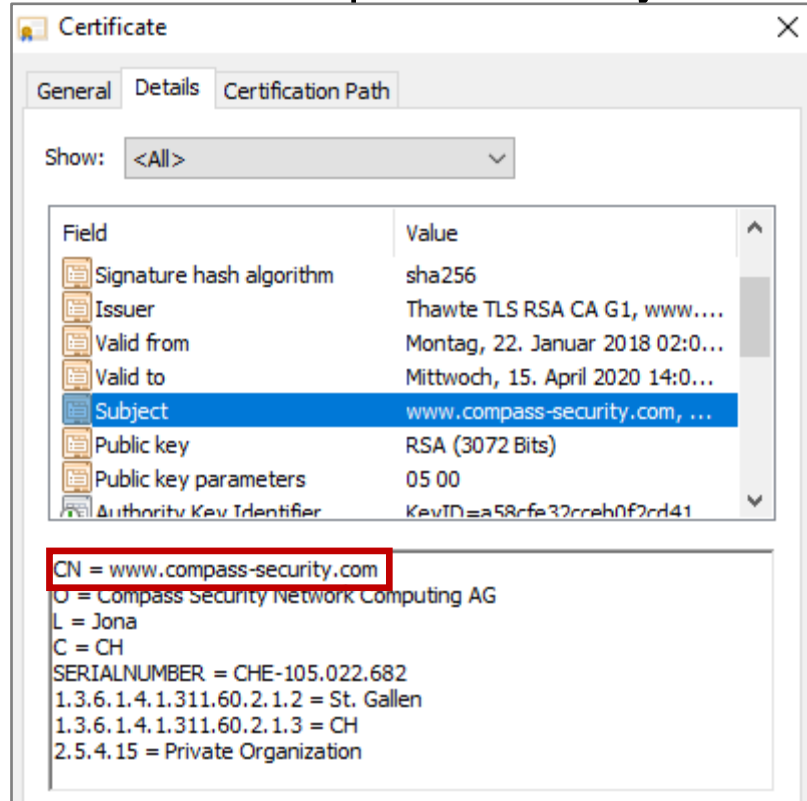 Certificate
General Details Certification Path
Show: <All>
Field Value
Signature hash algorithm sha256
Issuer Thawte TLS RSA CA G1, www....
Valid from Montag, 22. Januar 2018 02:0...
Valid to Mittwoch, 15. April 2020 14:0...
Subject www.compass-security.com, ...
Public key RSA (3072 Bits)
Public key parameters 05 00
Authority Key Identifier KeyID=a58cfe32cceb0f2cd41
CN = www.compass-security.com
O = Compass Security Network Computing AG
L = Jona
C = CH
SERIALNUMBER = CHE-105.022.682
1.3.6.1.4.1.311.60.2.1.2 = St. Gallen
1.3.6.1.4.1.311.60.2.1.3 = CH
2.5.4.15 = Private Organization